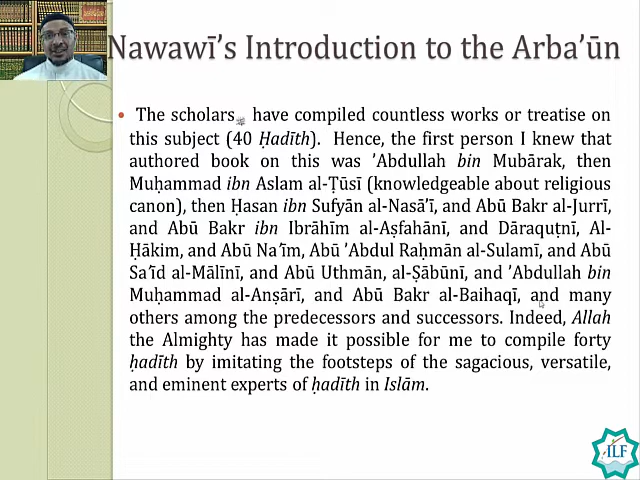 Nawawī’s Introduction to the Arba’ūn
• The scholars have compiled countless works or treatise on
this subject (40 Ḥadīth). Hence, the first person I knew that
authored book on this was ’Abdullah bin Mubārak, then
Muḥammad ibn Aslam al-Ṭūsī (knowledgeable about religious
canon), then Ḥasan ibn Sufyān al-Nasā’ī, and Abū Bakr al-Jurrī,
and Abū Bakr ibn Ibrāhīm al-Aṣfahānī, and Dāraquṭnī, Al-
Ḥākim, and Abū Na’īm, Abū ’Abdul Raḥmān al-Sulamī, and Abū
Sa’īd al-Mālīnī, and Abū Uthmān, al-Ṣābūnī, and ’Abdullah bin
Muḥammad al-Anṣārī, and Abū Bakr al-Baihaqī, and many
others among the predecessors and successors. Indeed, Allah
the Almighty has made it possible for me to compile forty
ḥadīth by imitating the footsteps of the sagacious, versatile,
and eminent experts of ḥadīth in Islām.
ILF